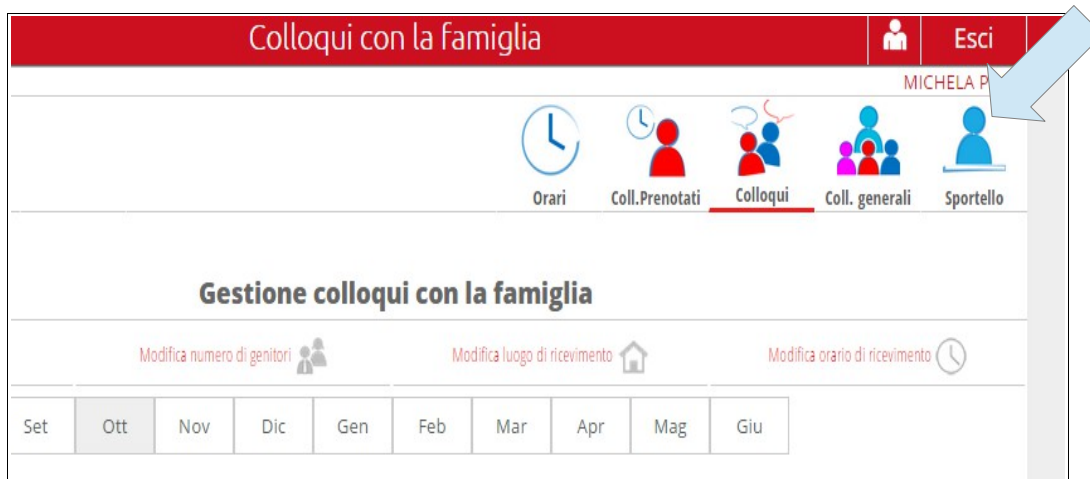 Colloqui con la famiglia
Esci
MICHELA P
Orari
Coll.Prenotati
Colloqui
Coll. generali
Sportello
Gestione colloqui con la famiglia
Modifica numero di genitori
Modifica luogo di ricevimento
Modifica orario di ricevimento
Set Ott Nov Dic Gen Feb Mar Apr Mag Giu